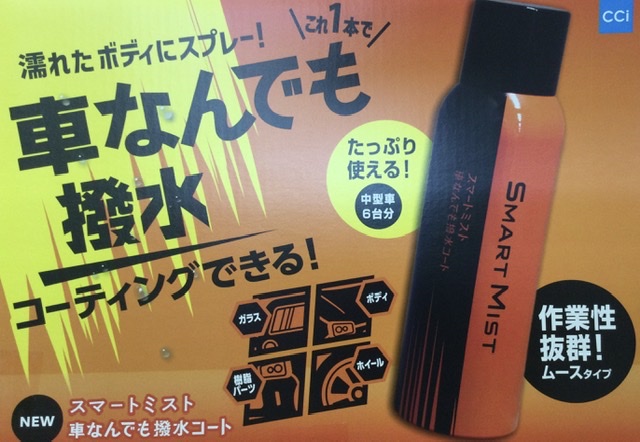 CCI
濡れたボディにスプレー!
これ1本で
車なんでも
撥水
コーティングできる!
たっぷり
使える!
中型車
6台分
スマートミスト
車なんでも撥水コート
SMART MIST
ガラス
ボディ
樹脂
パーツ
ホイール
作業性
抜群!
ムースタイプ
NEW
スマートミスト
車なんでも撥水コート